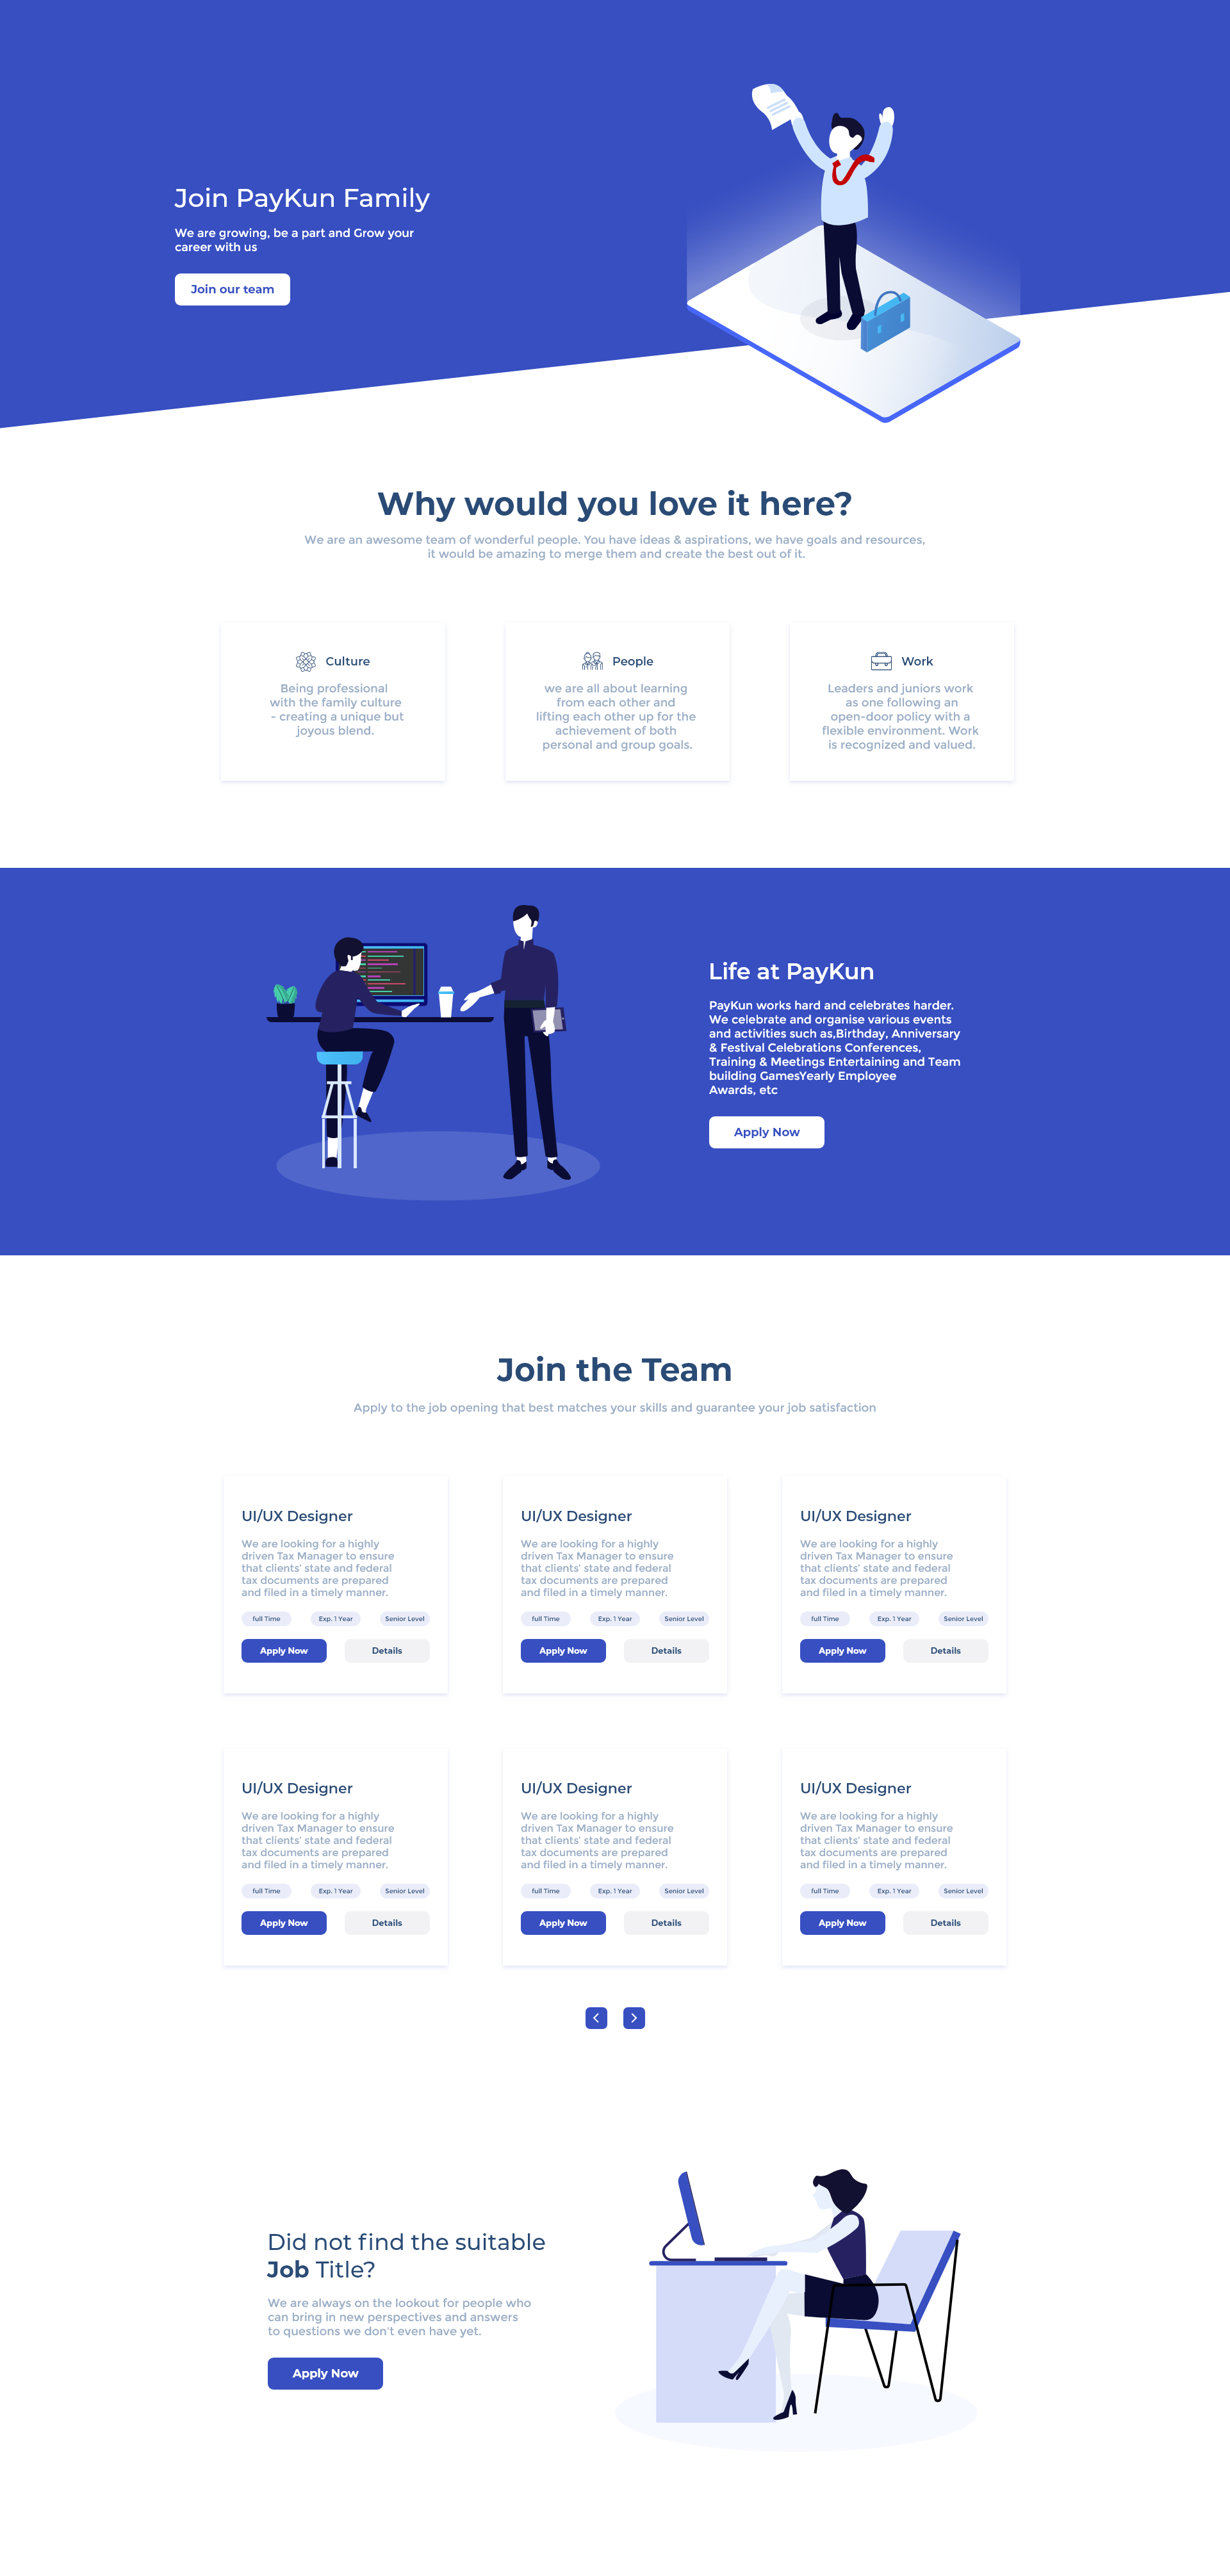 Join PayKun Family
We are growing, be a part and Grow your
career with us
Join our team
Why would you love it here?
We are an awesome team of wonderful people. You have ideas & aspirations, we have goals and resources,
it would be amazing to merge them and create the best out of it.
Culture
Being professional
with the family culture
- creating a unique but
joyous blend.
People
we are all about learning
from each other and
lifting each other up for the
achievement of both
personal and group goals.
Work
Leaders and juniors work
as one following an
open-door policy with a
flexible environment. Work
is recognized and valued.
Life at PayKun
PayKun works hard and celebrates harder.
We celebrate and organise various events
and activities such as,Birthday, Anniversary
& Festival Celebrations Conferences,
Training & Meetings Entertaining and Team
building GamesYearly Employee
Awards, etc
Apply Now
Join the Team
Apply to the job opening that best matches your skills and guarantee your job satisfaction
UI/UX Designer
We are looking for a highly
driven Tax Manager to ensure
that clients' state and federal
tax documents are prepared
and filed in a timely manner.
full Time
Exp. 1 Year
Senior Level
Apply Now
Details
UI/UX Designer
We are looking for a highly
driven Tax Manager to ensure
that clients' state and federal
tax documents are prepared
and filed in a timely manner.
full Time
Exp. 1 Year
Senior Level
Apply Now
Details
UI/UX Designer
We are looking for a highly
driven Tax Manager to ensure
that clients' state and federal
tax documents are prepared
and filed in a timely manner.
full Time
Exp. 1 Year
Senior Level
Apply Now
Details
UI/UX Designer
We are looking for a highly
driven Tax Manager to ensure
that clients' state and federal
tax documents are prepared
and filed in a timely manner.
full Time
Exp. 1 Year
Senior Level
Apply Now
Details
UI/UX Designer
We are looking for a highly
driven Tax Manager to ensure
that clients' state and federal
tax documents are prepared
and filed in a timely manner.
full Time
Exp. 1 Year
Senior Level
Apply Now
Details
UI/UX Designer
We are looking for a highly
driven Tax Manager to ensure
that clients' state and federal
tax documents are prepared
and filed in a timely manner.
full Time
Exp. 1 Year
Senior Level
Apply Now
Details
Did not find the suitable
Job Title?
We are always on the lookout for people who
can bring in new perspectives and answers
to questions we don't even have yet.
Apply Now